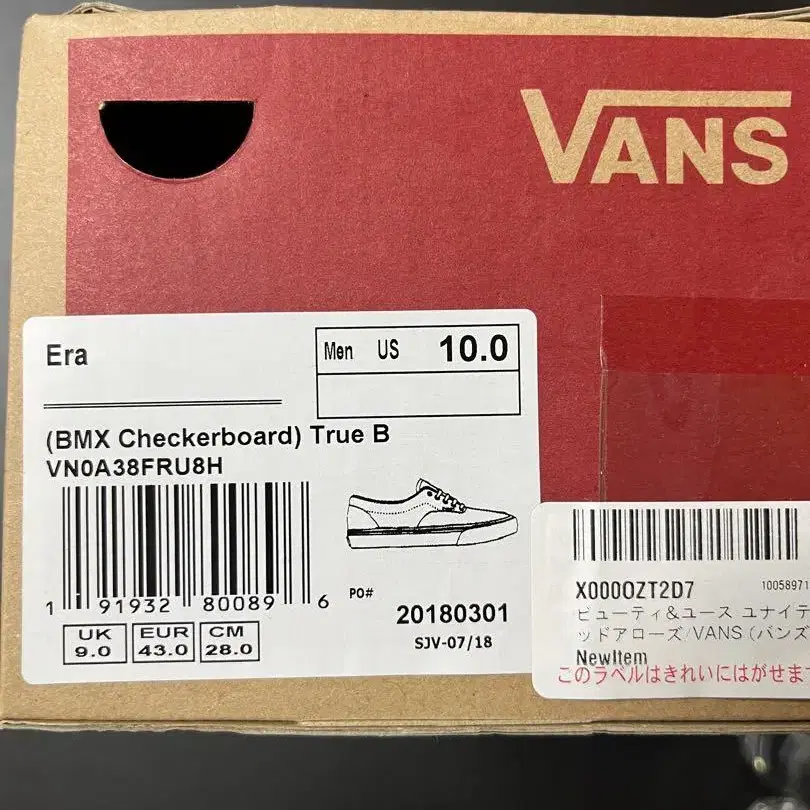 VANS
Era
Men US 10.0
(BMX Checkerboard) True B
VN0A38FRU8H
1 91932 80089 6
PO#
20180301
SJV-07/18
UK 9.0
EUR 43.0
CM 28.0
X000OZT2D7
10058971
ビューティ&ユース ユナイテ
ッドアローズ/VANS (バンズ
NewItem
このラベルはきれいにはがせま